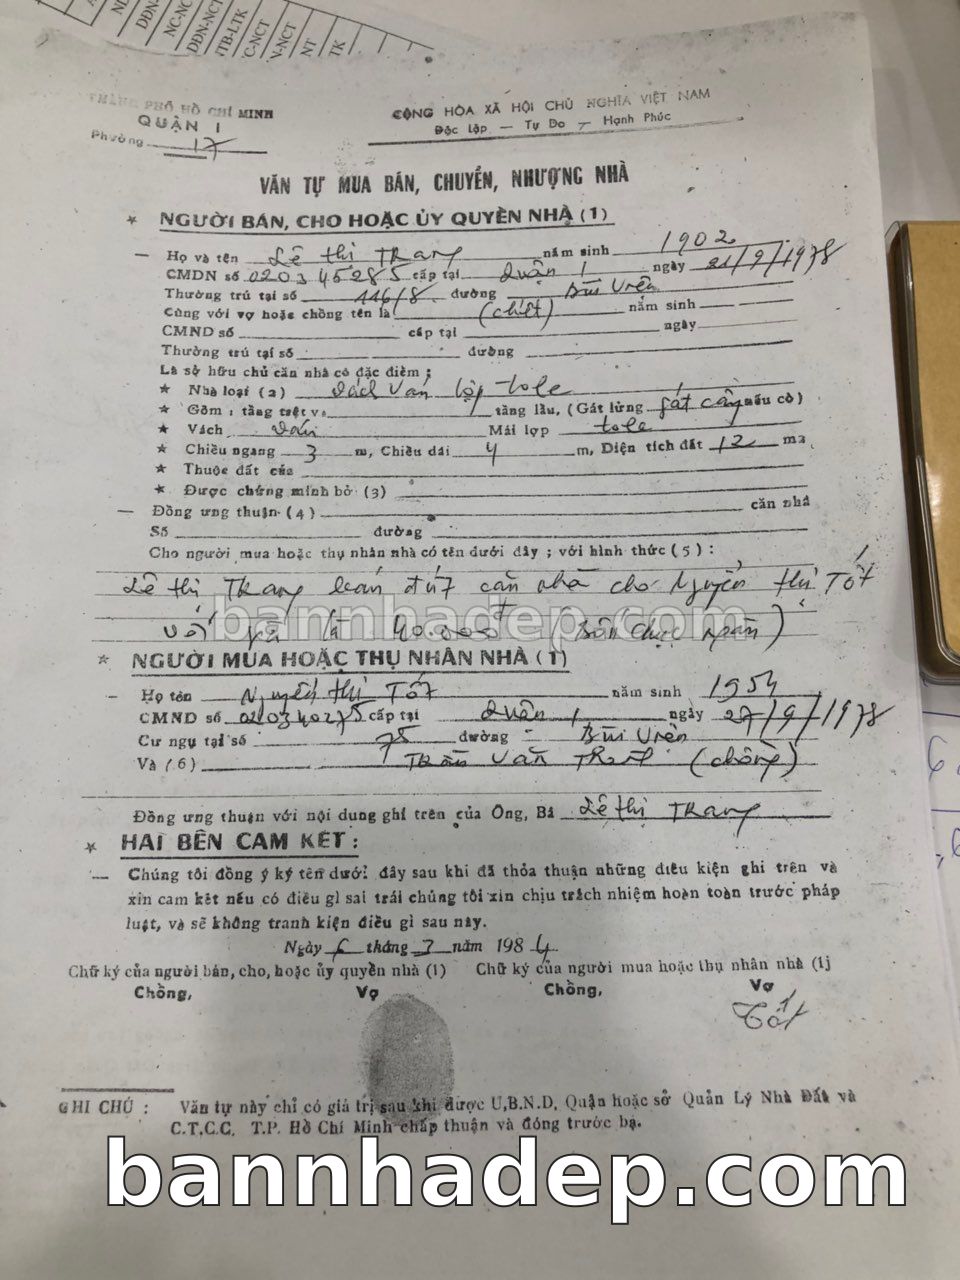 NT
TK
THÀNH PHỐ HỒ CHÍ MINH
QUẬN 1
Phường 17
CỘNG HÒA XÃ HỘI CHỦ NGHĨA VIỆT NAM
Độc lập — Tự Do — Hạnh Phúc
VĂN TỰ MUA BÁN, CHUYỂN, NHƯỢNG NHÀ
* NGƯỜI BÁN, CHO HOẶC ỦY QUYỀN NHÀ (1)
— Họ và tên Lê thị Trang năm sinh 1902
CMDN số 020345285 cấp tại Quận 1 ngày 21/9/1978
Thường trú tại số 116/8 đường Bùi Viện
Cùng với vợ hoặc chồng tên là (chết) năm sinh
CMND số cấp tại ngày
Thường trú tại số đường
Là sở hữu chủ căn nhà có đặc điểm ;
* Nhà loại (2) vách ván lợp tole
* Gồm : tầng trệt và tầng lầu, (Gát lửng gát cây nếu có)
* Vách ván Mái lợp tole
* Chiều ngang 3 m, Chiều dài 4 m, Diện tích đất 12 m2
* Thuộc đất của
* Được chứng minh bở (3)
— Đồng ưng thuận (4) căn nhà
Số đường
Cho người mua hoặc thụ nhân nhà có tên dưới đây ; với hình thức (5) :
Lê thị Trang bán đứt căn nhà cho Nguyễn thị Tốt
với giá là 40.000đ (Bốn chục ngàn)
bannhadep.com
* NGƯỜI MUA HOẶC THỤ NHÂN NHÀ (1)
— Họ tên Nguyễn thị Tốt năm sinh 1954
CMND số 020340275 cấp tại Quận 1 ngày 27/9/1978
Cư ngụ tại số 75 đường Bùi Viện
Và (6) Trần Văn (chồng)
Đồng ưng thuận với nội dung ghi trên của Ông, Bà Lê thị Trang
* HAI BÊN CAM KẾT :
— Chúng tôi đồng ý ký tên dưới đây sau khi đã thỏa thuận những điều kiện ghi trên và
xin cam kết nếu có điều gì sai trái chúng tôi xin chịu trách nhiệm hoàn toàn trước pháp
luật, và sẽ không tranh kiện điều gì sau này.
Ngày 6 tháng 3 năm 1984
Chữ ký của người bán, cho, hoặc ủy quyền nhà (1) Chữ ký của người mua hoặc thụ nhân nhà (1)
Chồng, Vợ Chồng, Vợ
Tốt
GHI CHÚ : Văn tự này chỉ có giá trị sau khi được U,B.N.D, Quận hoặc sở Quản Lý Nhà Đất và
C.T,C.C, T.P. Hồ Chí Minh chấp thuận và đóng trước bạ.
bannhadep.com